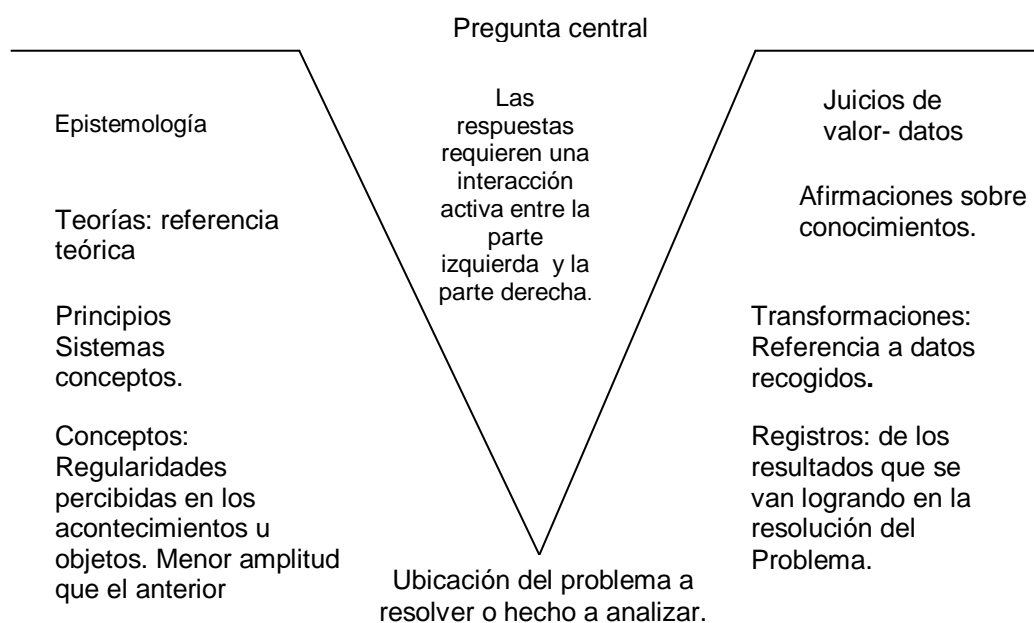 Pregunta central
Epistemología
Teorías: referencia
teórica
Principios
Sistemas
conceptos.
Conceptos:
Regularidades
percibidas en los
acontecimientos u
objetos. Menor amplitud
que el anterior
Las
respuestas
requieren una
interacción
activa entre la
parte
izquierda y la
parte derecha.
Juicios de
valor- datos
Afirmaciones sobre
conocimientos.
Transformaciones:
Referencia a datos
recogidos.
Registros: de los
resultados que se
van logrando en la
resolución del
Problema.
Ubicación del problema a
resolver o hecho a analizar.